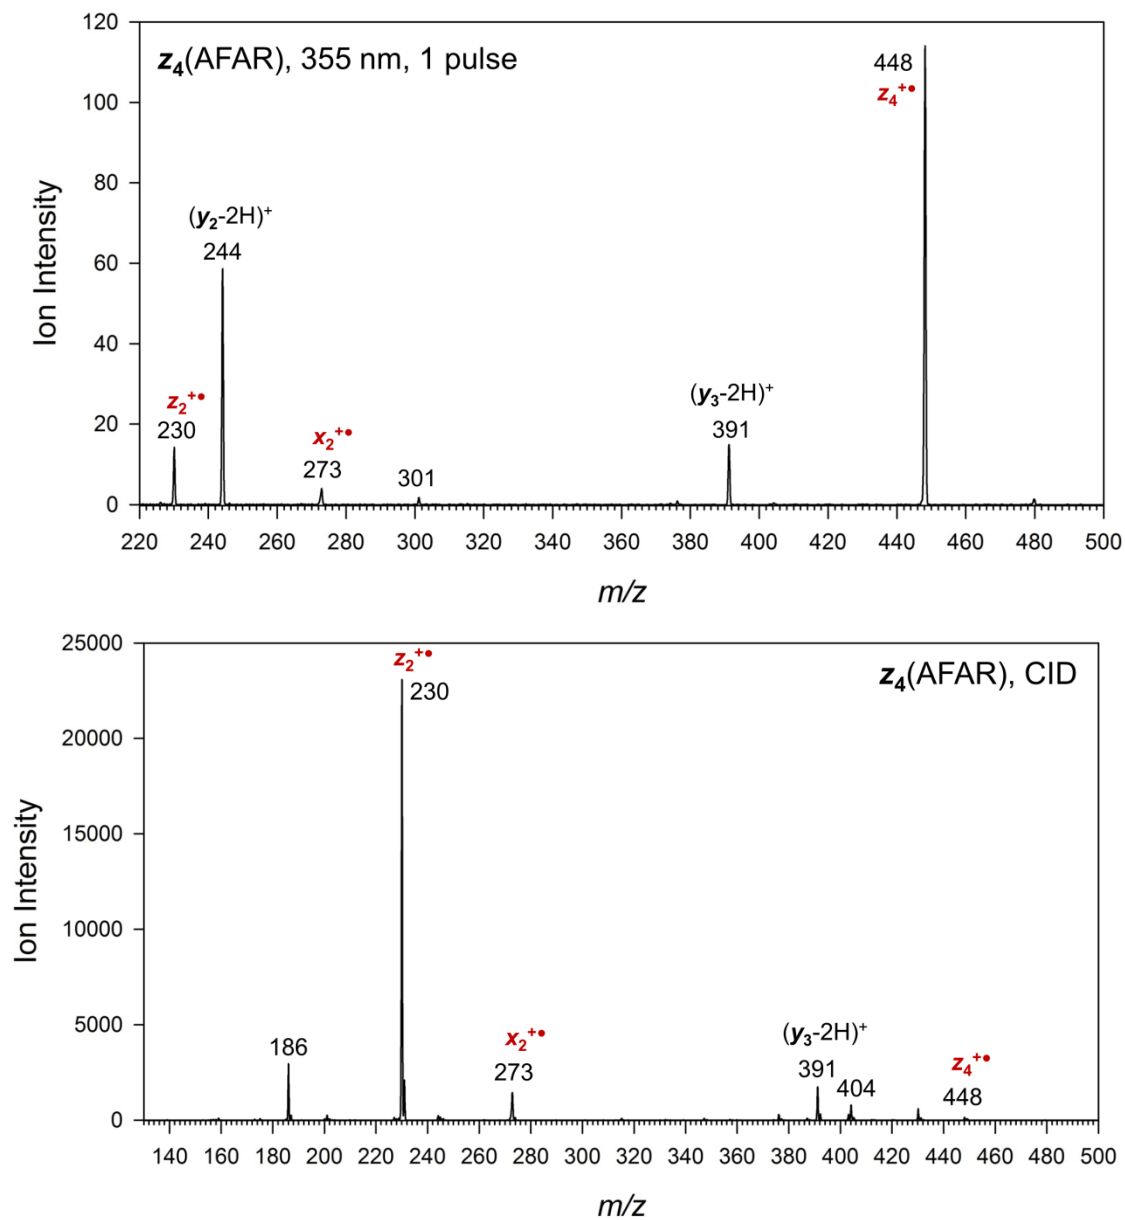 z₄(AFAR), 355 nm, 1 pulse
120
100
80
60
40
20
0
Ion Intensity
448
z₄⁺•
(y₂-2H)⁺
244
z₂⁺•
230
x₂⁺•
273
301
(y₃-2H)⁺
391
220 240 260 280 300 320 340 360 380 400 420 440 460 480 500
m/z
z₄(AFAR), CID
25000
20000
15000
10000
5000
0
Ion Intensity
z₂⁺•
230
186
x₂⁺•
273
(y₃-2H)⁺
391
404
z₄⁺•
448
140 160 180 200 220 240 260 280 300 320 340 360 380 400 420 440 460 480 500
m/z